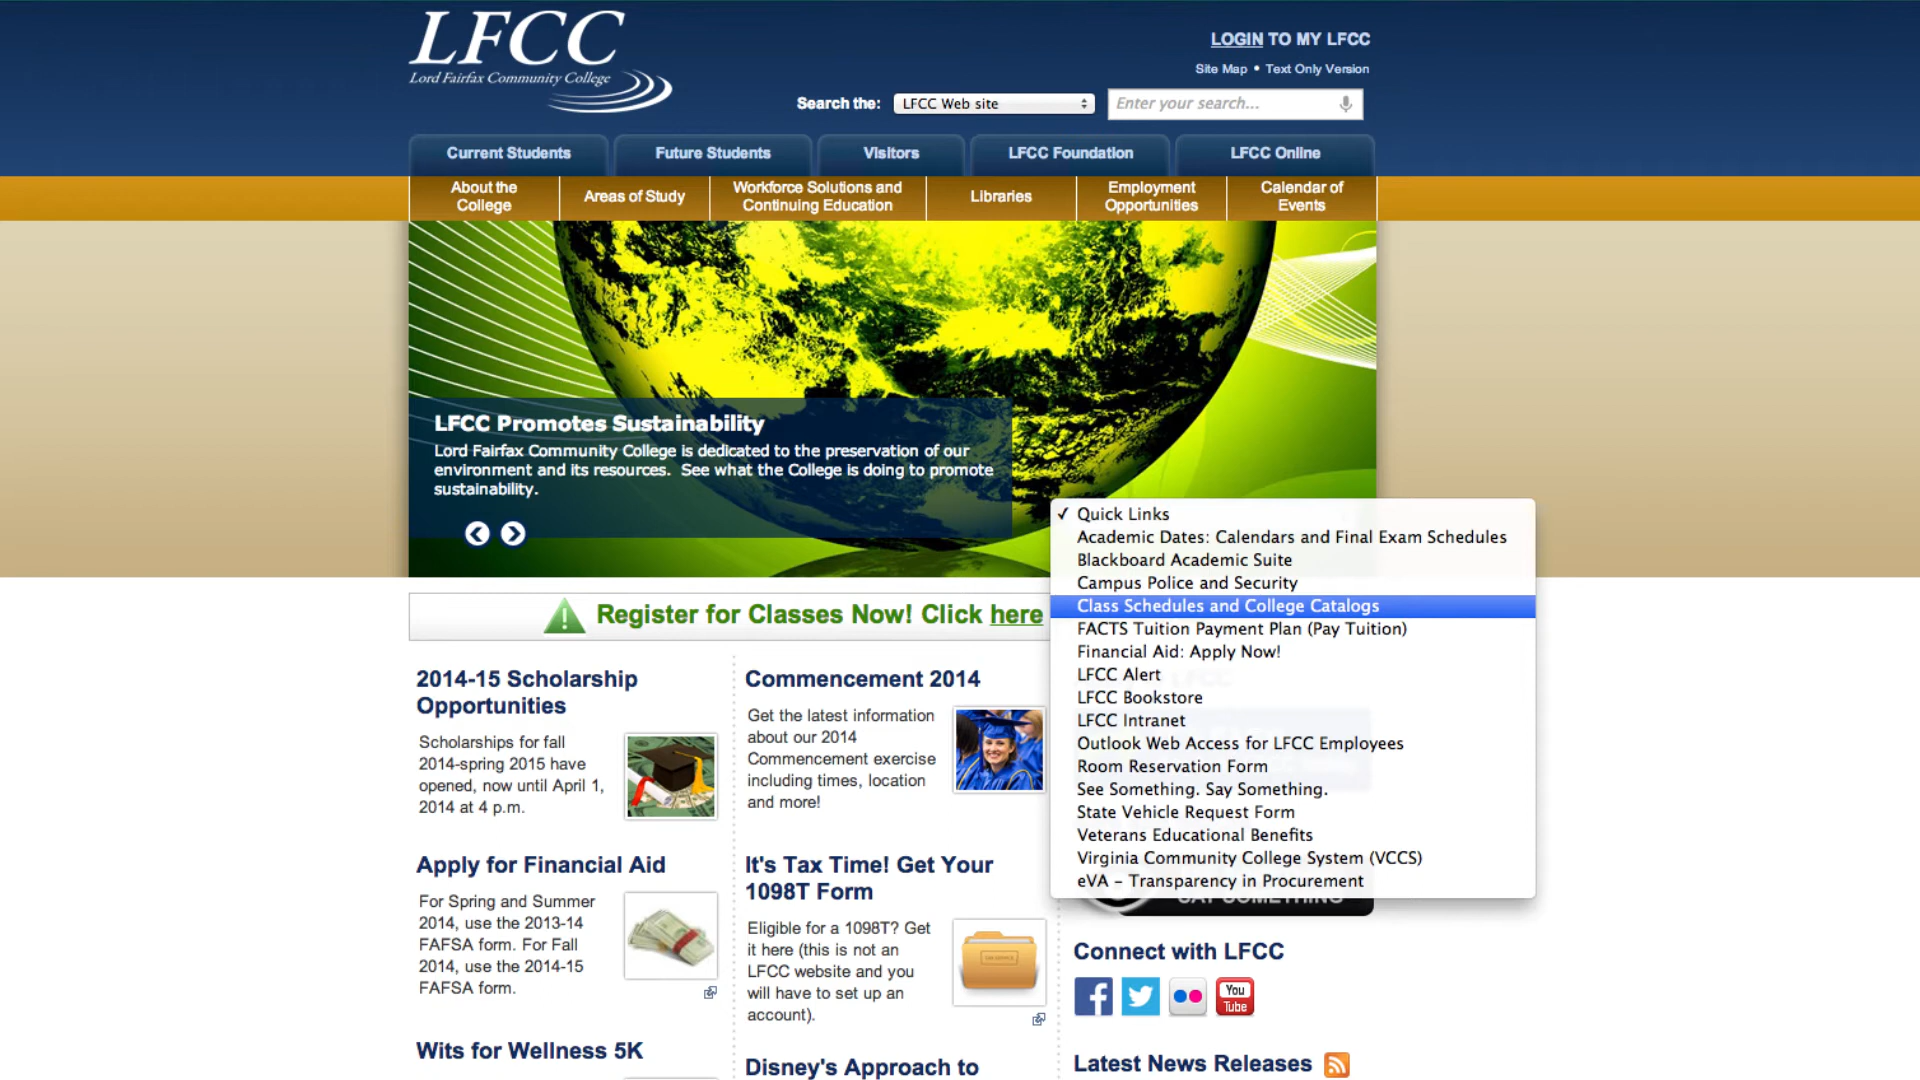 LFCC
Lord Fairfax Community College
LOGIN TO MY LFCC
Site Map • Text Only Version
Search the:
LFCC Web site
Enter your search...
Current Students
Future Students
Visitors
LFCC Foundation
LFCC Online
About the
College
Areas of Study
Workforce Solutions and
Continuing Education
Libraries
Employment
Opportunities
Calendar of
Events
LFCC Promotes Sustainability
Lord Fairfax Community College is dedicated to the preservation of our
environment and its resources. See what the College is doing to promote
sustainability.
Register for Classes Now! Click here
✓ Quick Links
Academic Dates: Calendars and Final Exam Schedules
Blackboard Academic Suite
Campus Police and Security
Class Schedules and College Catalogs
FACTS Tuition Payment Plan (Pay Tuition)
Financial Aid: Apply Now!
LFCC Alert
LFCC Bookstore
LFCC Intranet
Outlook Web Access for LFCC Employees
Room Reservation Form
See Something. Say Something.
State Vehicle Request Form
Veterans Educational Benefits
Virginia Community College System (VCCS)
eVA – Transparency in Procurement
SAY SOMETHING
2014-15 Scholarship
Opportunities
Scholarships for fall
2014-spring 2015 have
opened, now until April 1,
2014 at 4 p.m.
Commencement 2014
Get the latest information
about our 2014
Commencement exercise
including times, location
and more!
Apply for Financial Aid
For Spring and Summer
2014, use the 2013-14
FAFSA form. For Fall
2014, use the 2014-15
FAFSA form.
It's Tax Time! Get Your
1098T Form
Eligible for a 1098T? Get
it here (this is not an
LFCC website and you
will have to set up an
account).
Wits for Wellness 5K
Disney's Approach to
Connect with LFCC
You
Tube
Latest News Releases